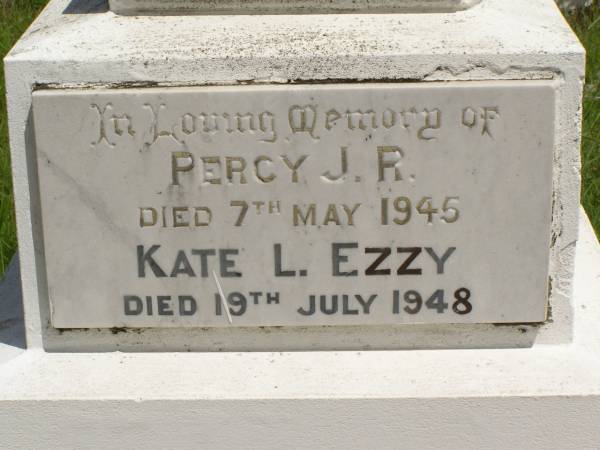 In Loving Memory of
PERCY J. R.
DIED 7TH MAY 1945
KATE L. EZZY
DIED 19TH JULY 1948